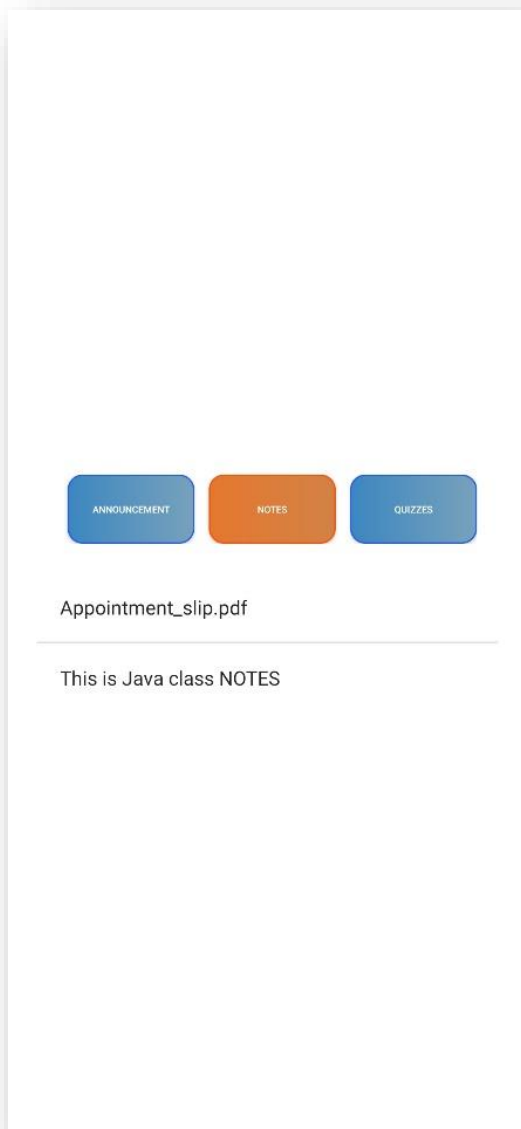 ANNOUNCEMENT NOTES QUIZZES
Appointment_slip.pdf
This is Java class NOTES